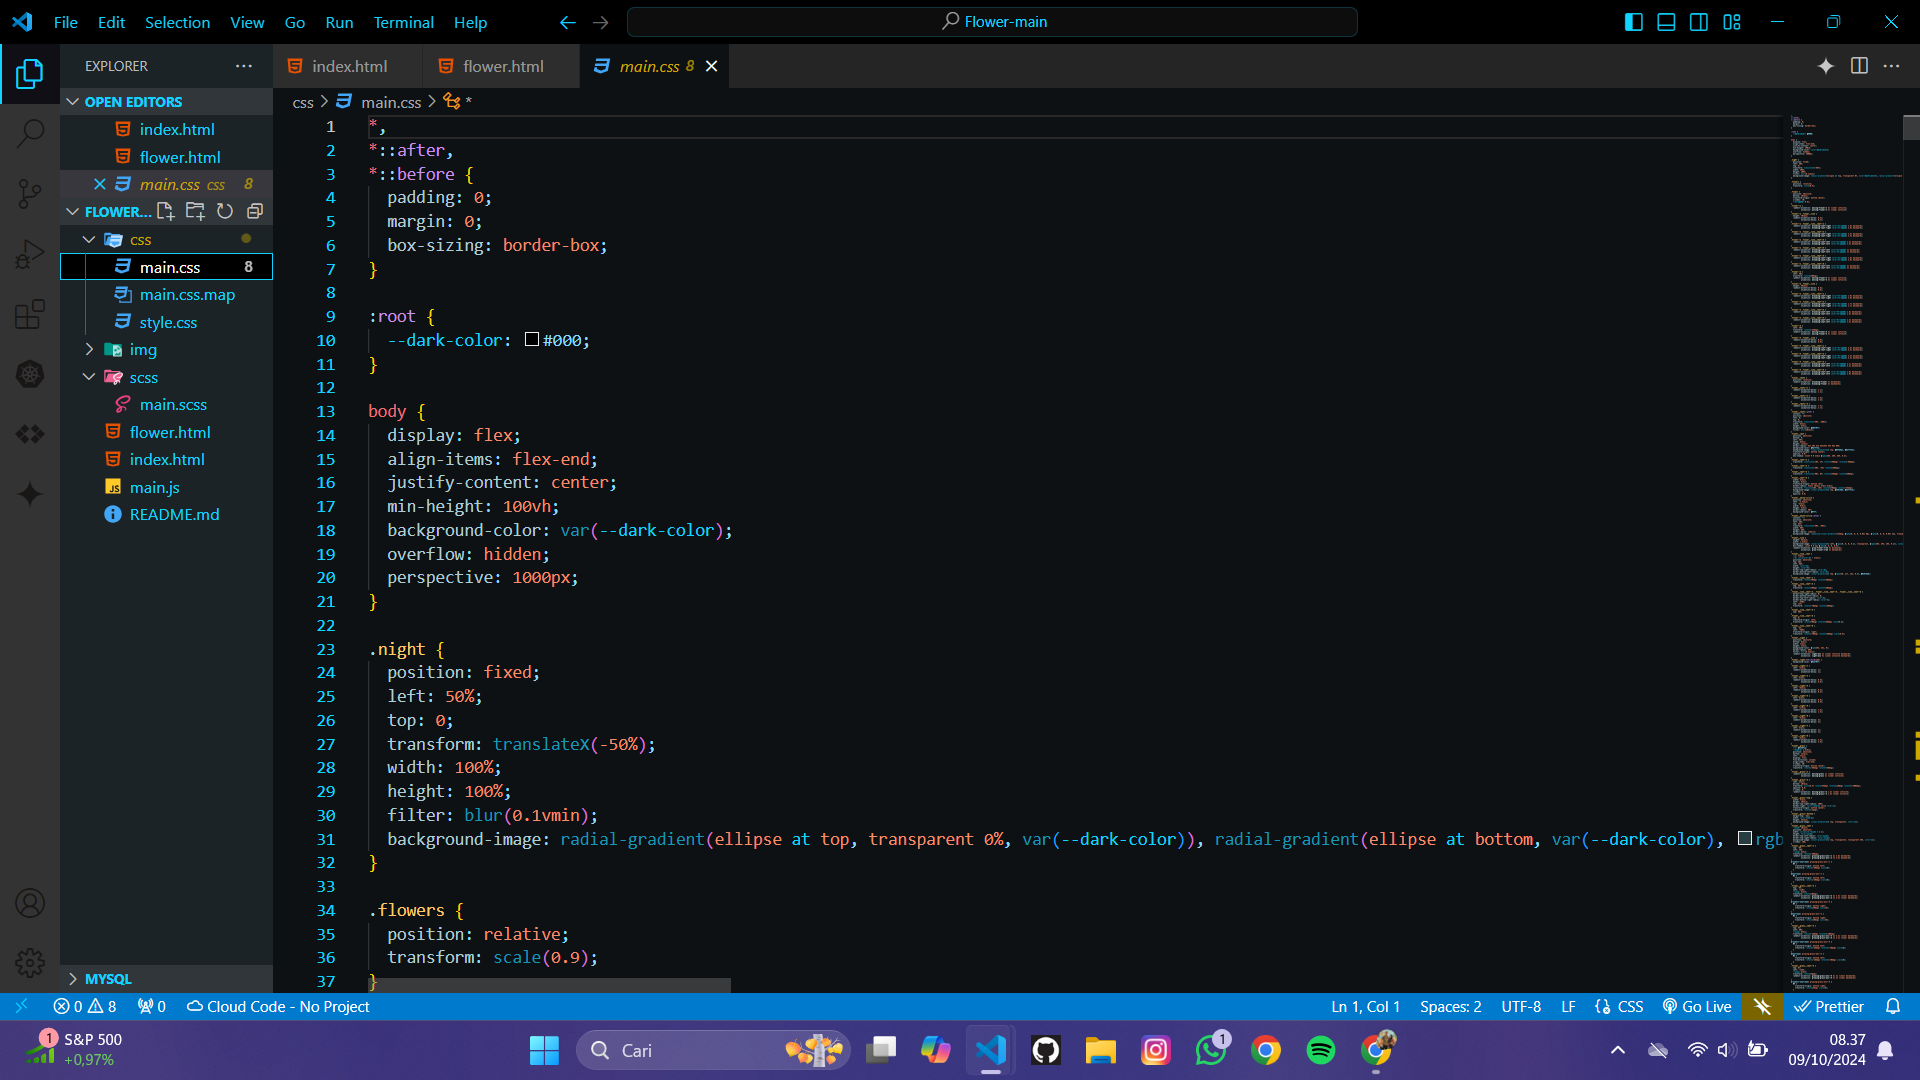 File Edit Selection View Go Run Terminal Help
Flower-main
EXPLORER
index.html
flower.html
main.css 8
OPEN EDITORS
index.html
flower.html
main.css css 8
FLOWER...
css
main.css 8
main.css.map
style.css
img
scss
main.scss
flower.html
index.html
main.js
README.md
MYSQL
css > main.css > *
1 *,
2 *::after,
3 *::before {
4 padding: 0;
5 margin: 0;
6 box-sizing: border-box;
7 }
8
9 :root {
10 --dark-color: #000;
11 }
12
13 body {
14 display: flex;
15 align-items: flex-end;
16 justify-content: center;
17 min-height: 100vh;
18 background-color: var(--dark-color);
19 overflow: hidden;
20 perspective: 1000px;
21 }
22
23 .night {
24 position: fixed;
25 left: 50%;
26 top: 0;
27 transform: translateX(-50%);
28 width: 100%;
29 height: 100%;
30 filter: blur(0.1vmin);
31 background-image: radial-gradient(ellipse at top, transparent 0%, var(--dark-color)), radial-gradient(ellipse at bottom, var(--dark-color), rgb
32 }
33
34 .flowers {
35 position: relative;
36 transform: scale(0.9);
37 }
0 8 0 Cloud Code - No Project
Ln 1, Col 1 Spaces: 2 UTF-8 LF CSS Go Live Prettier
1 S&P 500
+0,97%
Cari
1
08.37
09/10/2024